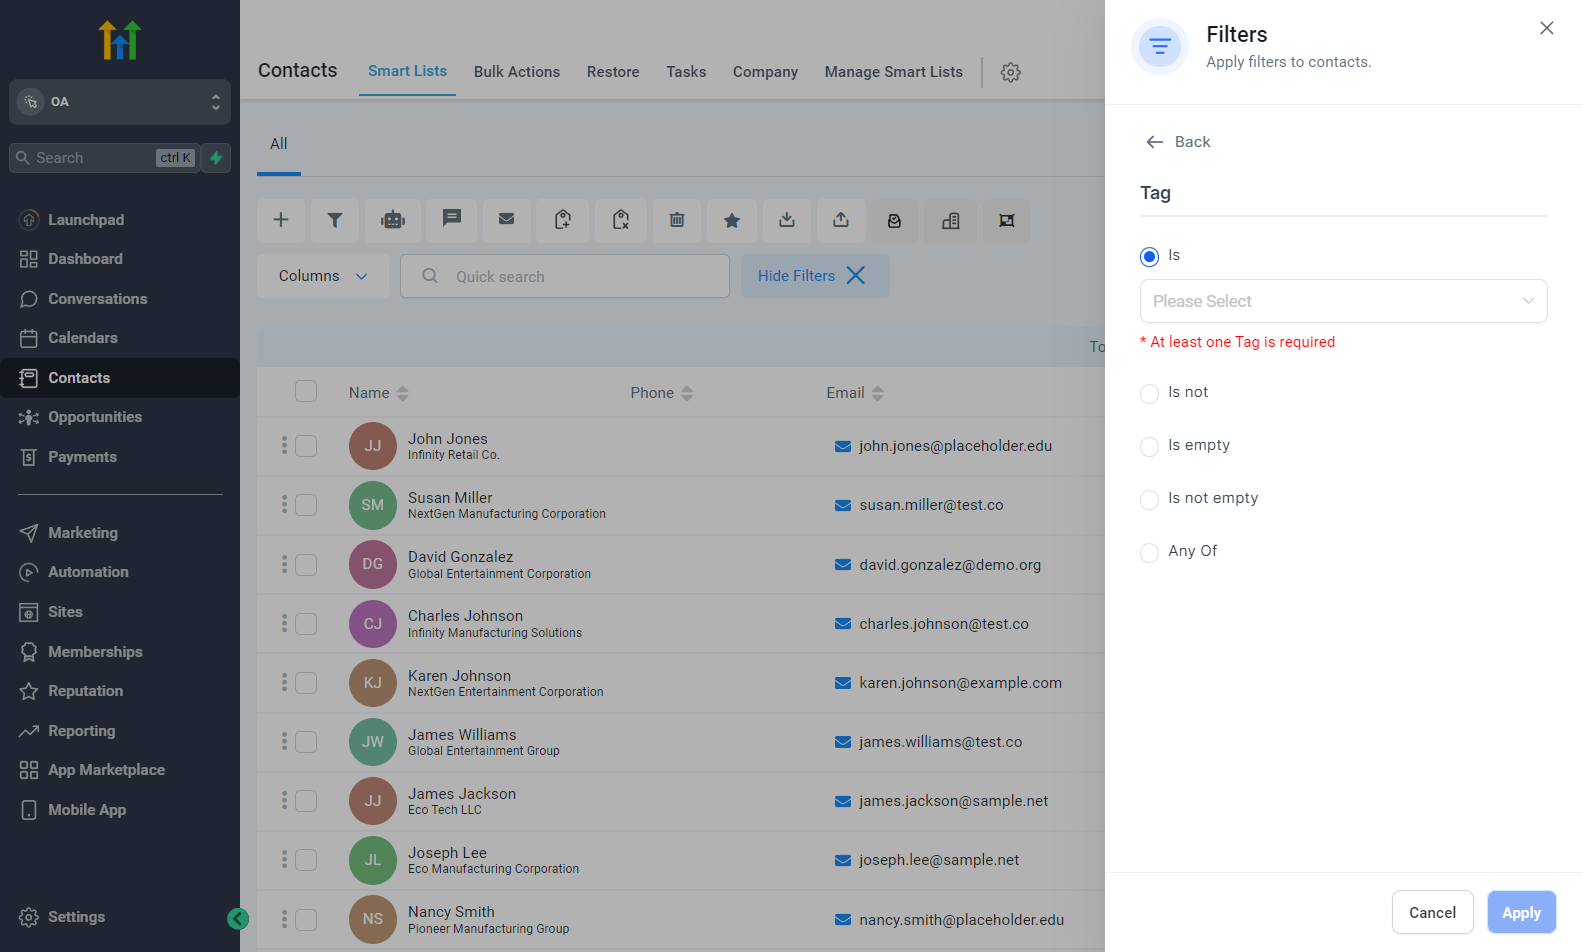 OA
Search
ctrl K
Launchpad
Dashboard
Conversations
Calendars
Contacts
Opportunities
Payments
Marketing
Automation
Sites
Memberships
Reputation
Reporting
App Marketplace
Mobile App
Settings
Contacts
Smart Lists
Bulk Actions
Restore
Tasks
Company
Manage Smart Lists
All
Columns
Quick search
Hide Filters
To
Name
Phone
Email
JJ
John Jones
Infinity Retail Co.
john.jones@placeholder.edu
SM
Susan Miller
NextGen Manufacturing Corporation
susan.miller@test.co
DG
David Gonzalez
Global Entertainment Corporation
david.gonzalez@demo.org
CJ
Charles Johnson
Infinity Manufacturing Solutions
charles.johnson@test.co
KJ
Karen Johnson
NextGen Entertainment Corporation
karen.johnson@example.com
JW
James Williams
Global Entertainment Group
james.williams@test.co
JJ
James Jackson
Eco Tech LLC
james.jackson@sample.net
JL
Joseph Lee
Eco Manufacturing Corporation
joseph.lee@sample.net
NS
Nancy Smith
Pioneer Manufacturing Group
nancy.smith@placeholder.edu
Filters
Apply filters to contacts.
Back
Tag
Is
Please Select
* At least one Tag is required
Is not
Is empty
Is not empty
Any Of
Cancel
Apply